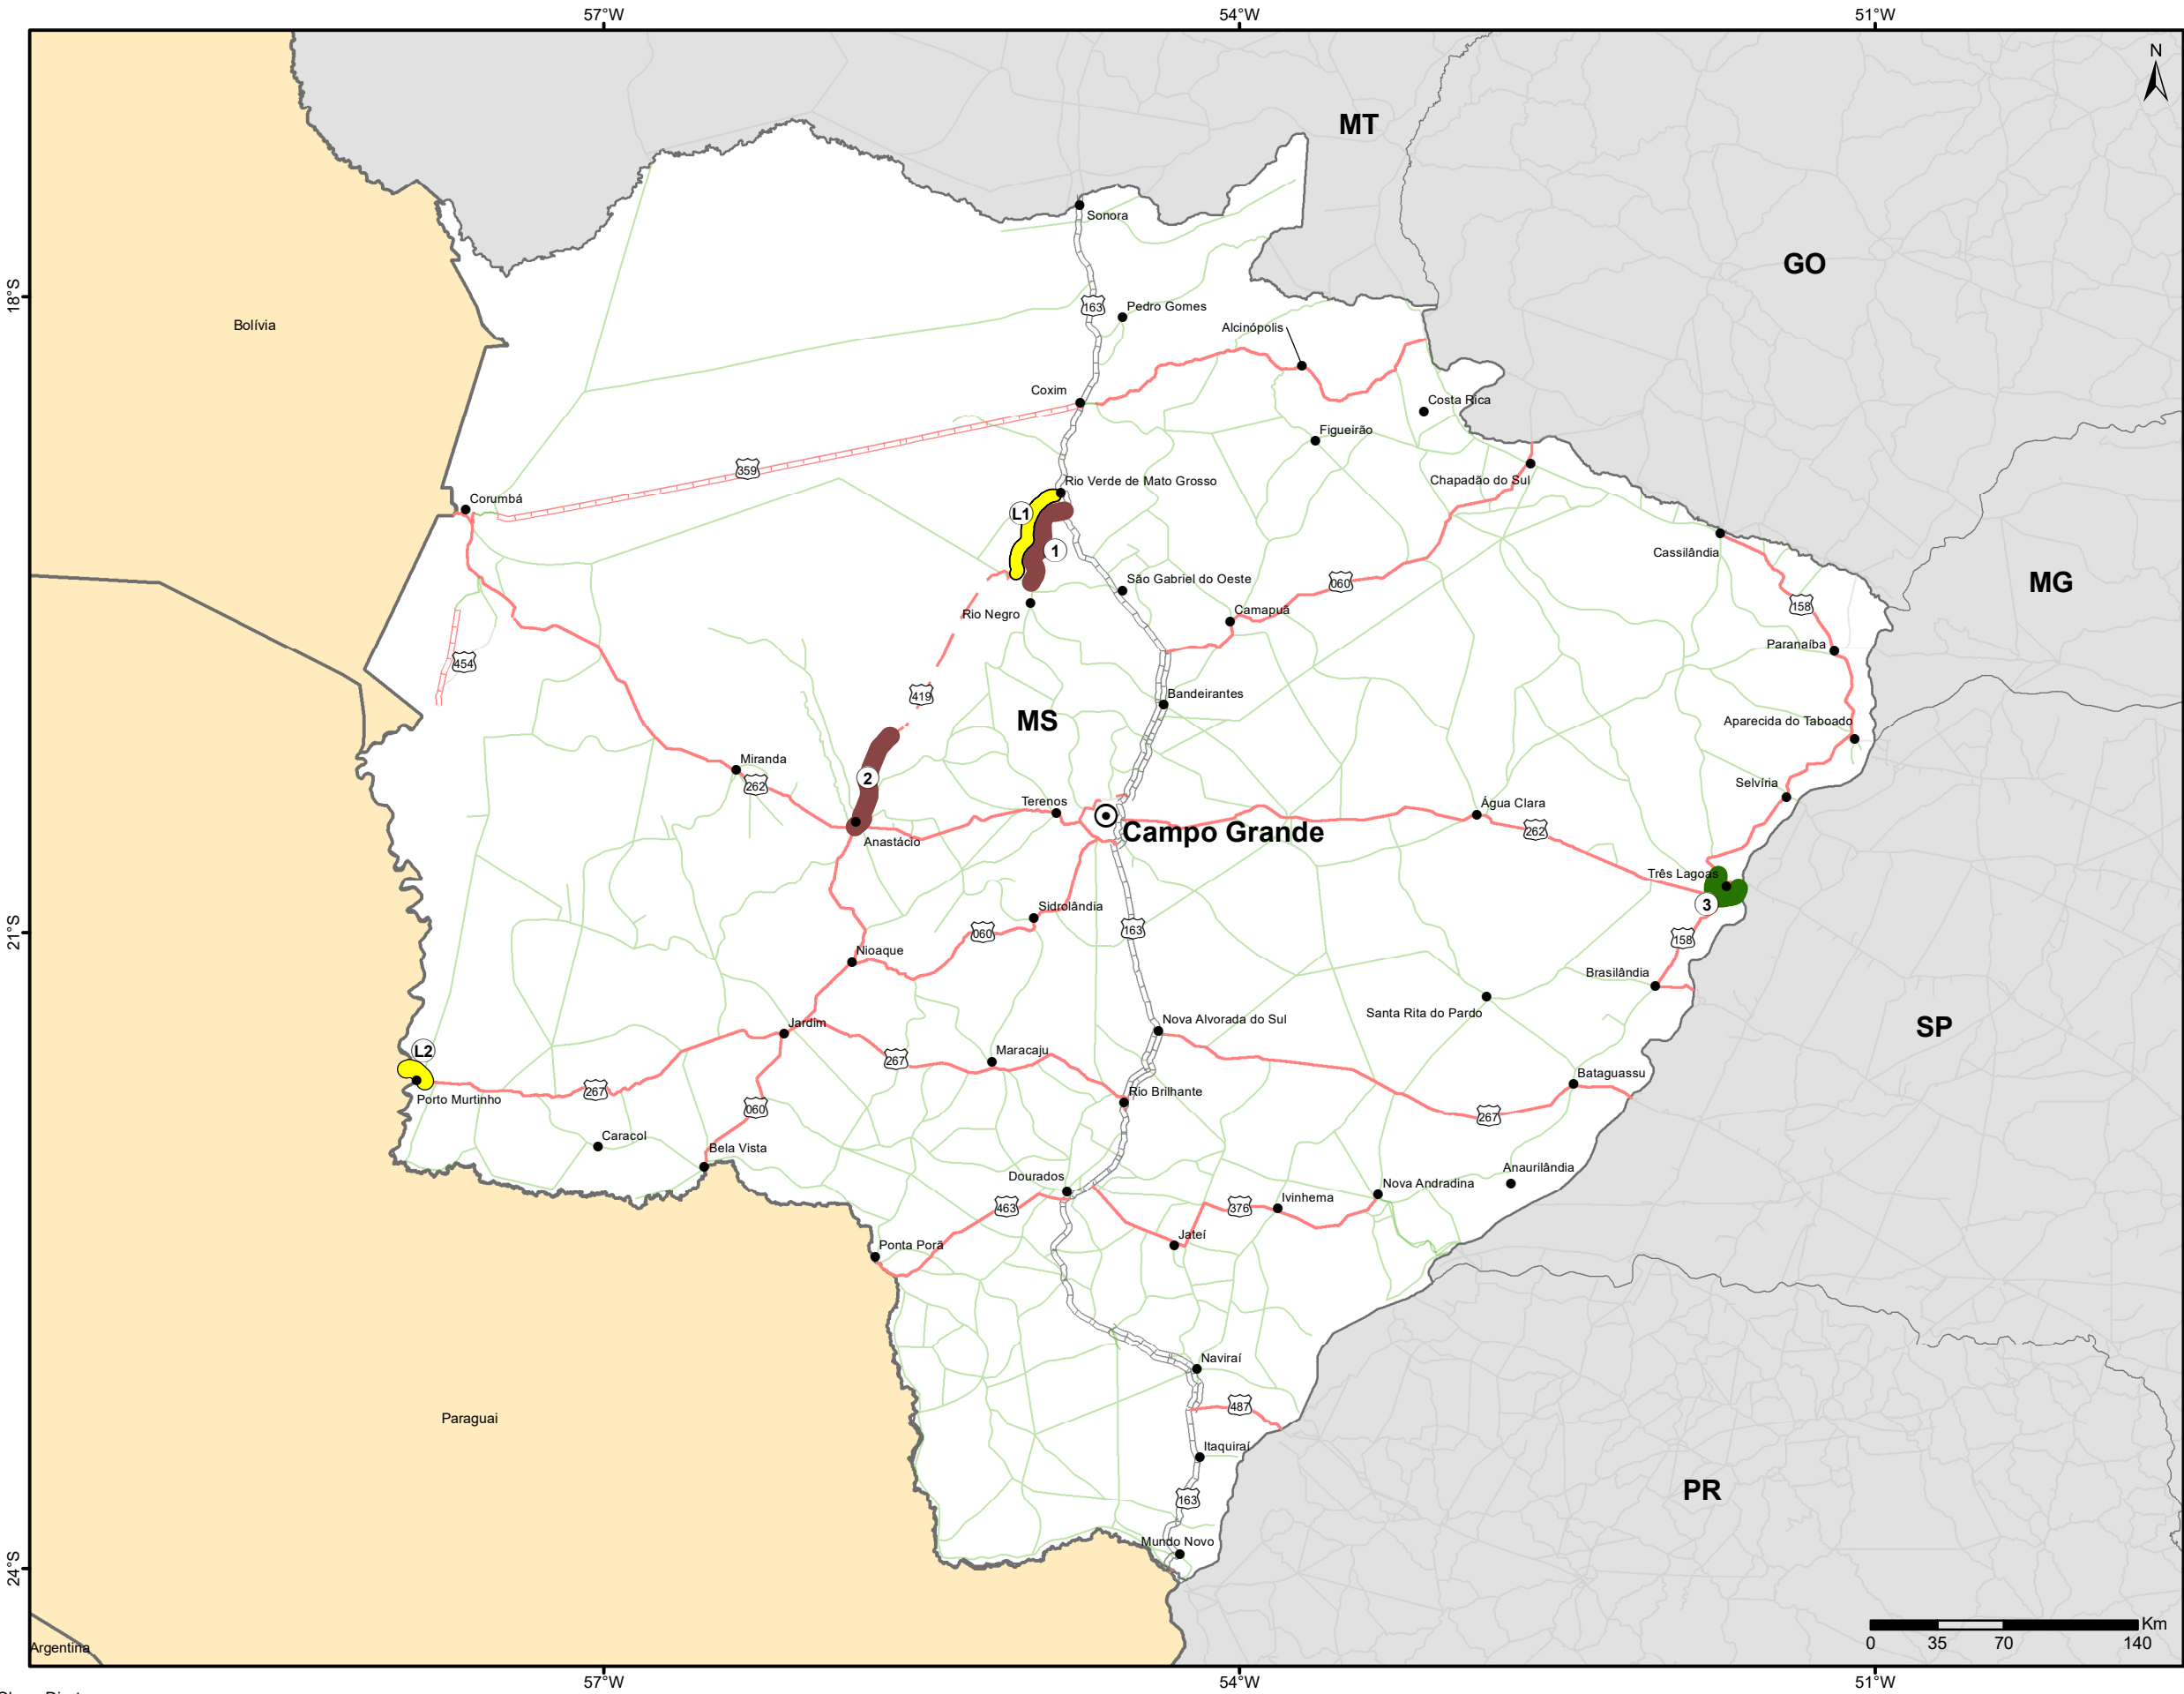 57°W 54°W 51°W
N
MT
GO
Sonora
18°S
163
Pedro Gomes
Bolívia
Alcinópolis
Coxim
Costa Rica
Figueirão
359
Rio Verde de Mato Grosso
Chapadão do Sul
Corumbá
L1
1
Cassilândia
São Gabriel do Oeste
060
MG
Rio Negro
Camapuã
158
Paranaíba
454
419
Bandeirantes
MS
Aparecida do Taboado
Miranda
2
262
Selvíria
Terenos
Água Clara
Campo Grande
262
Anastácio
Três Lagoas
3
Sidrolândia
21°S
060
163
158
Nioaque
Brasilândia
Santa Rita do Pardo
Jardim
Nova Alvorada do Sul
SP
L2
Maracaju
267
Bataguassu
267
Porto Murtinho
Rio Brilhante
060
267
Caracol
Bela Vista
Anaurilândia
Dourados
Nova Andradina
463
376
Ivinhema
Jateí
Ponta Porã
Naviraí
487
Paraguai
Itaquiraí
PR
163
Mundo Novo
24°S
Argentina
Km
0 35 70 140
57°W 54°W 51°W